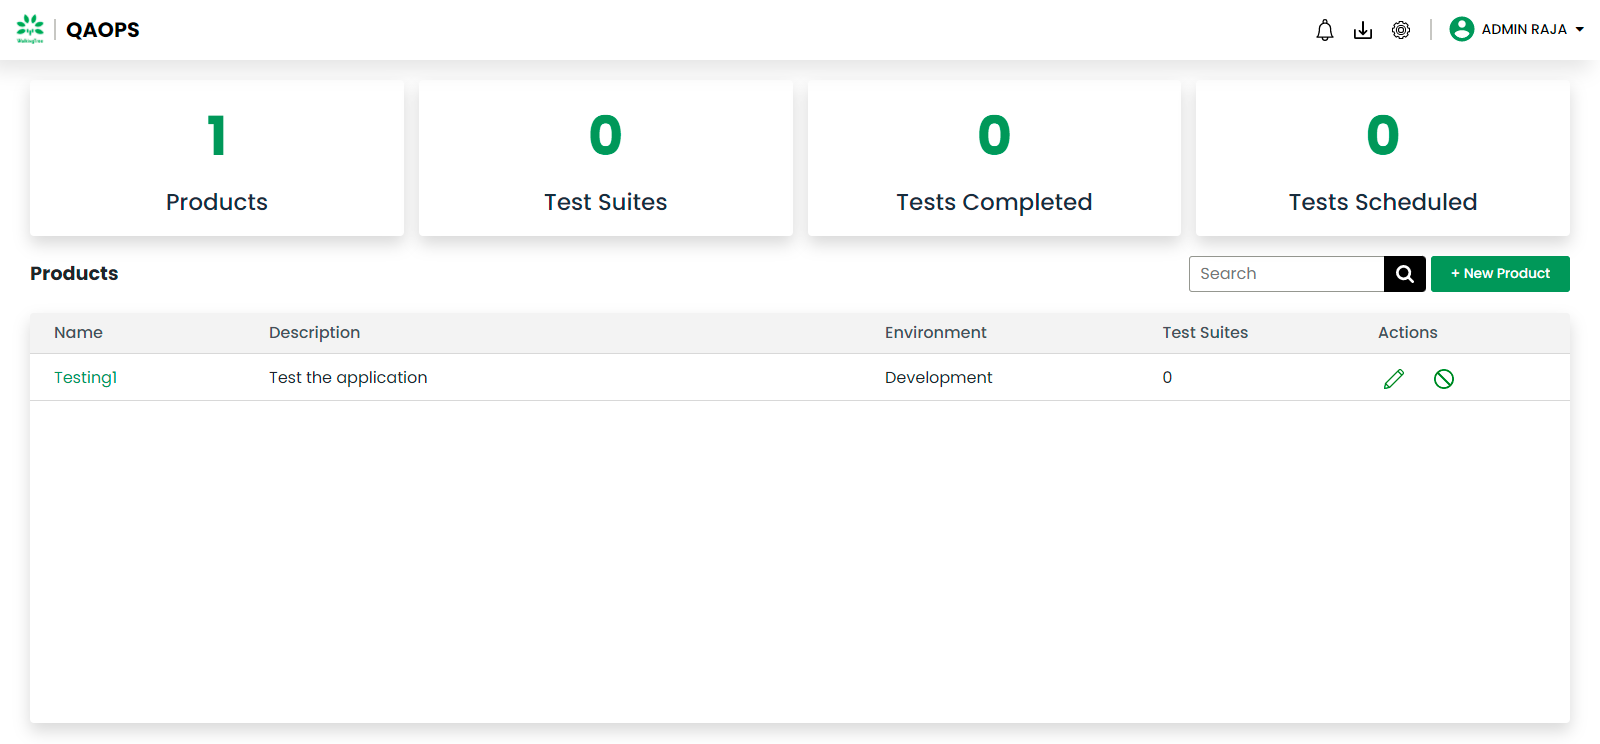 WalkingTree
QAOPS
ADMIN RAJA
1
Products
0
Test Suites
0
Tests Completed
0
Tests Scheduled
Products
Search
+ New Product
Name Description Environment Test Suites Actions
Testing1 Test the application Development 0